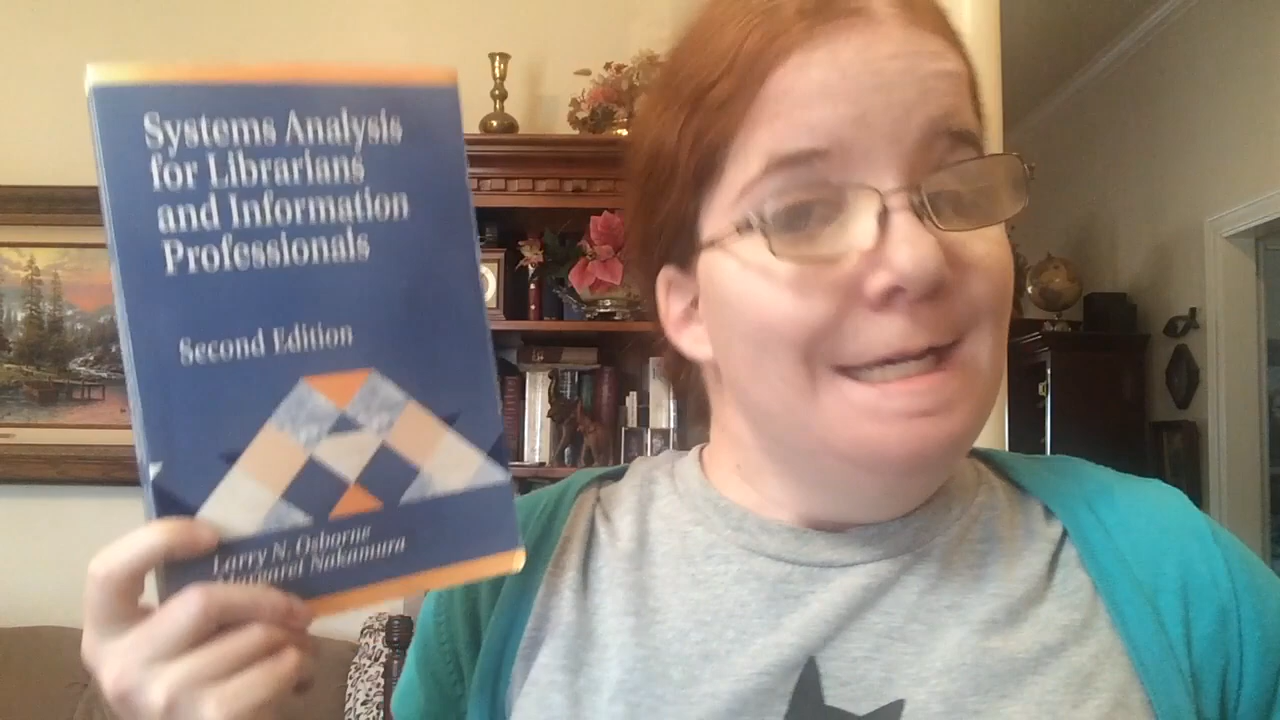 Systems Analysis
for Librarians
and Information
Professionals
Second Edition
Larry N. Osborne
Margaret Nakamura